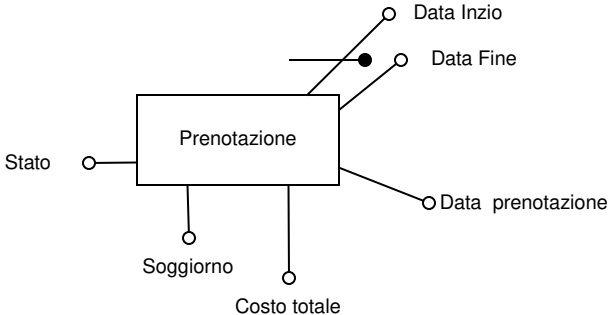 Data Inzio
Data Fine
Prenotazione
Stato
Data  prenotazione
Soggiorno
Costo totale